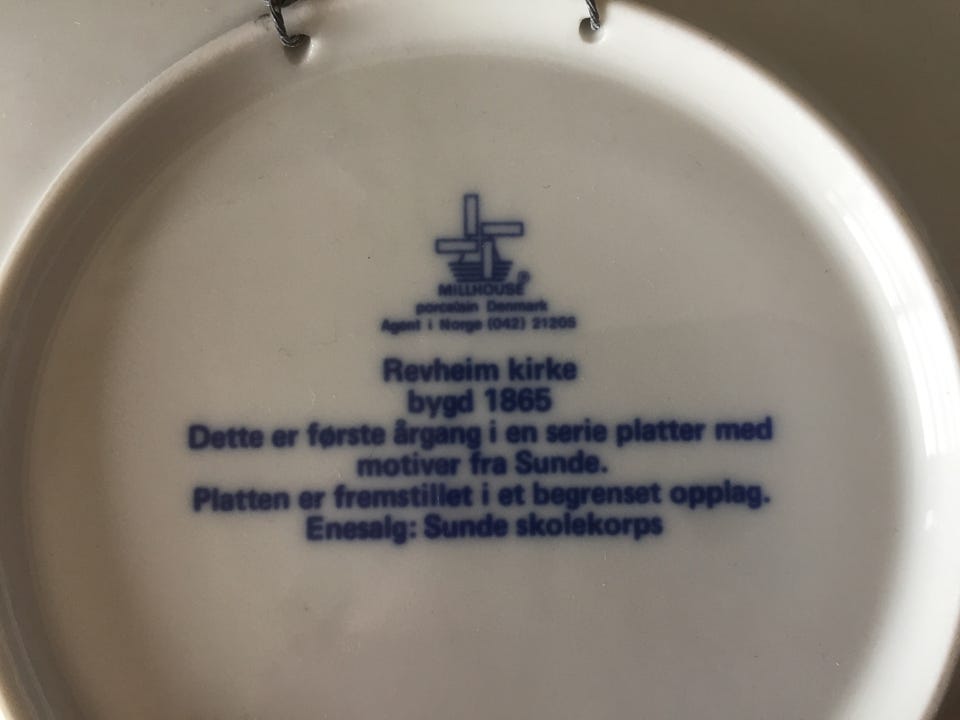 MILLHOUSE®
porcelain Denmark
Agent i Norge (042) 21205
Revheim kirke
bygd 1865
Dette er første årgang i en serie platter med
motiver fra Sunde.
Platten er fremstillet i et begrenset opplag.
Enesalg: Sunde skolekorps